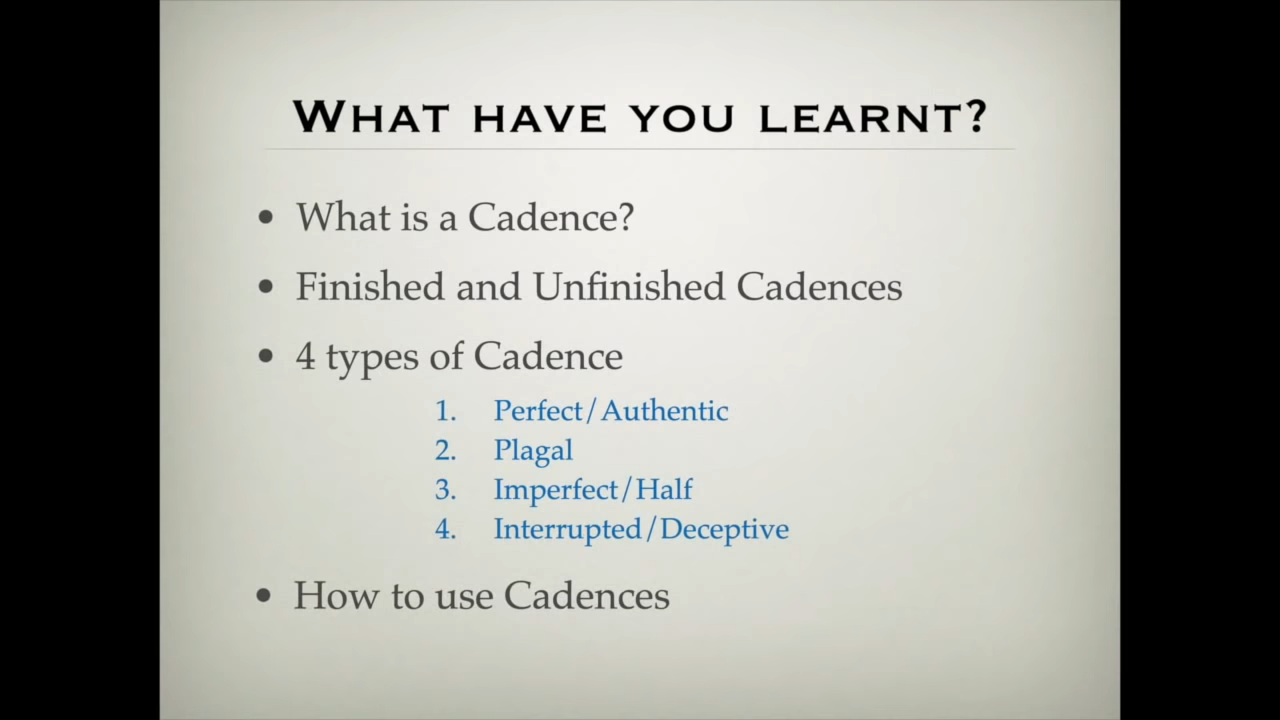 WHAT HAVE YOU LEARNT?
• What is a Cadence?
• Finished and Unfinished Cadences
• 4 types of Cadence
1. Perfect/Authentic
2. Plagal
3. Imperfect/Half
4. Interrupted/Deceptive
• How to use Cadences